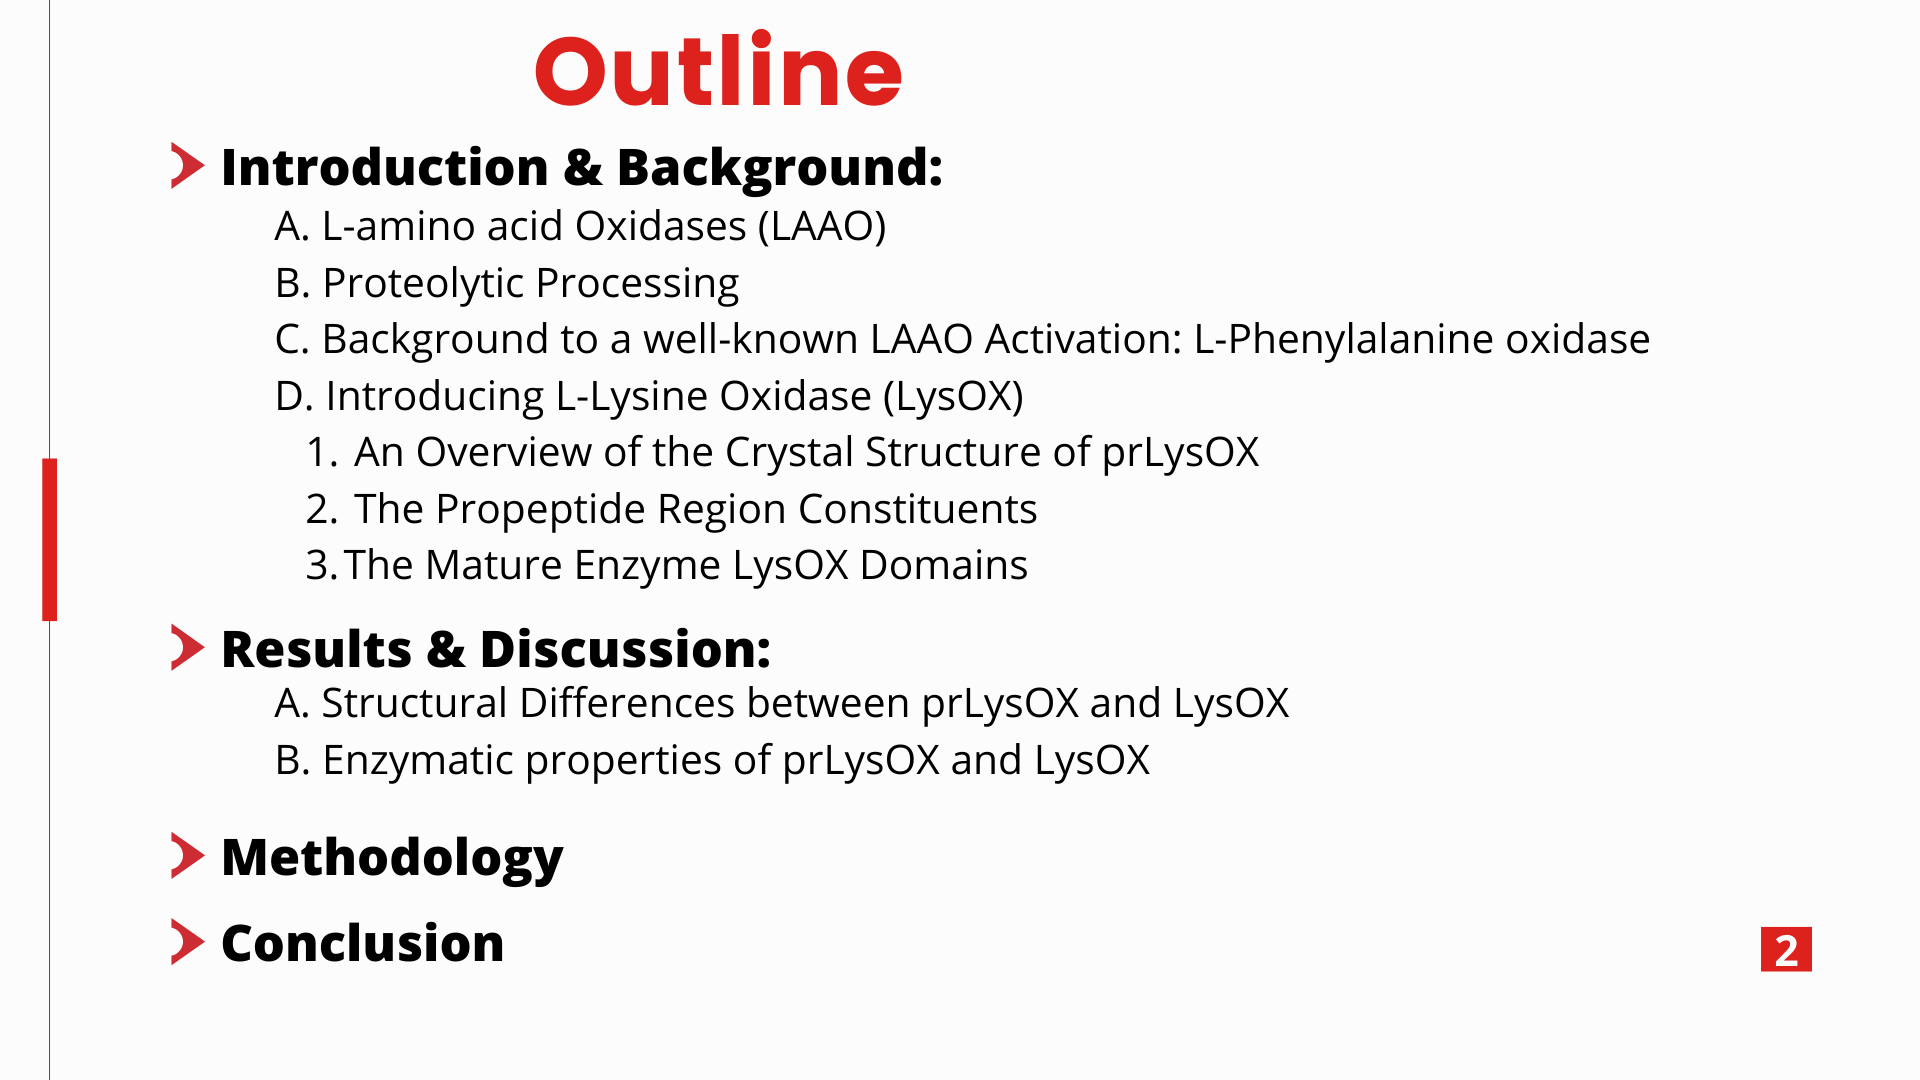 Outline
Introduction & Background:
A. L-amino acid Oxidases (LAAO)
B. Proteolytic Processing
C. Background to a well-known LAAO Activation: L-Phenylalanine oxidase
D. Introducing L-Lysine Oxidase (LysOX)
1. An Overview of the Crystal Structure of prLysOX
2. The Propeptide Region Constituents
3. The Mature Enzyme LysOX Domains
Results & Discussion:
A. Structural Differences between prLysOX and LysOX
B. Enzymatic properties of prLysOX and LysOX
Methodology
Conclusion
2